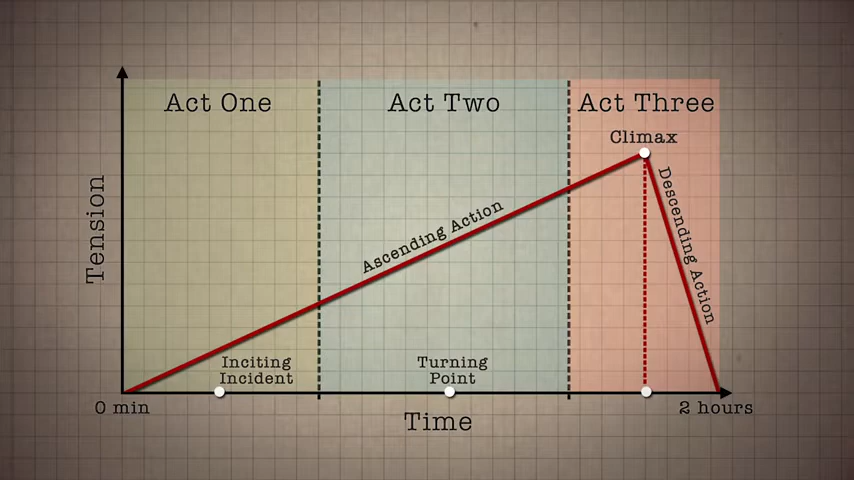 Act One
Act Two
Act Three
Climax
Tension
Ascending Action
Descending Action
Inciting
Incident
Turning
Point
0 min
Time
2 hours